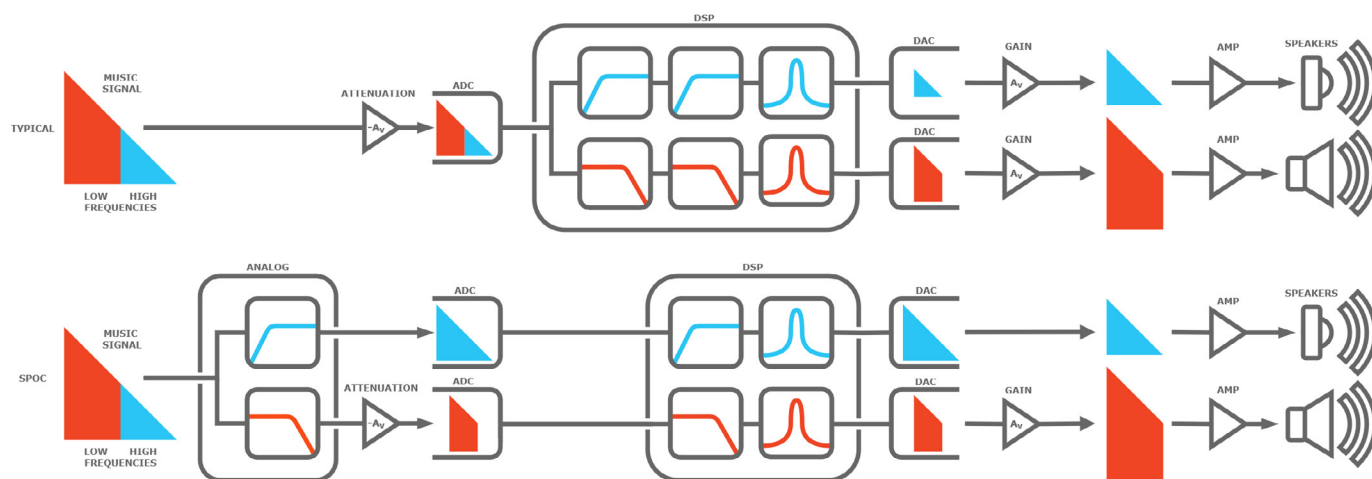 DSP
DAC
GAIN
AMP
SPEAKERS
MUSIC
SIGNAL
ATTENUATION
ADC
Av
TYPICAL
-Av
DAC
GAIN
AMP
LOW HIGH
FREQUENCIES
Av
ANALOG
ADC
DSP
DAC
AMP
SPEAKERS
MUSIC
SIGNAL
SPOC
ATTENUATION
ADC
DAC
GAIN
AMP
-Av
Av
LOW HIGH
FREQUENCIES